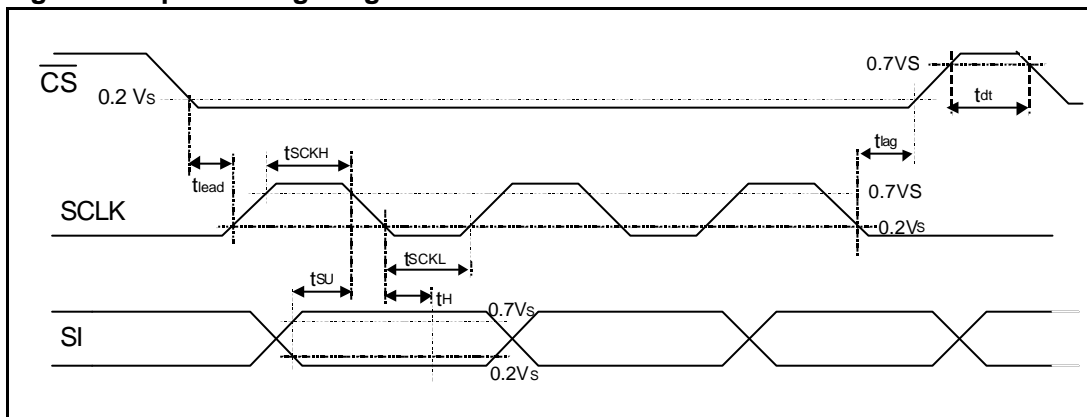 CS
0.2 Vs
0.7VS
tdt
tlag
tlead
tSCKH
SCLK
0.7VS
0.2Vs
tSCKL
tSU
tH
SI
0.7Vs
0.2Vs